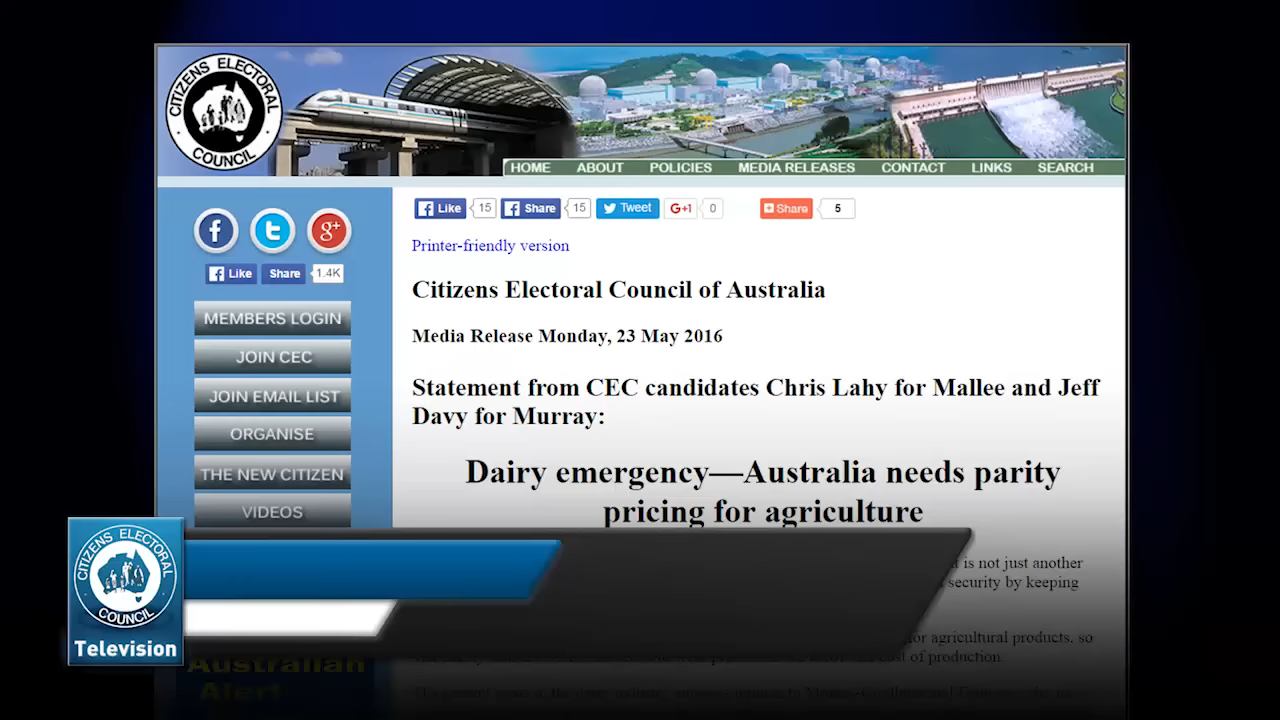 CITIZENS ELECTORAL
COUNCIL
HOME ABOUT POLICIES MEDIA RELEASES CONTACT LINKS SEARCH
Like 15 Share 15 Tweet G+1 0 Share 5
Like Share 1.4K
Printer-friendly version
Citizens Electoral Council of Australia
Media Release Monday, 23 May 2016
Statement from CEC candidates Chris Lahy for Mallee and Jeff
Davy for Murray:
Dairy emergency—Australia needs parity
pricing for agriculture
is not just another
security by keeping
for agricultural products, so
of production.
MEMBERS LOGIN
JOIN CEC
JOIN EMAIL LIST
ORGANISE
THE NEW CITIZEN
VIDEOS
Australian
Alert
CITIZENS ELECTORAL
COUNCIL
Television